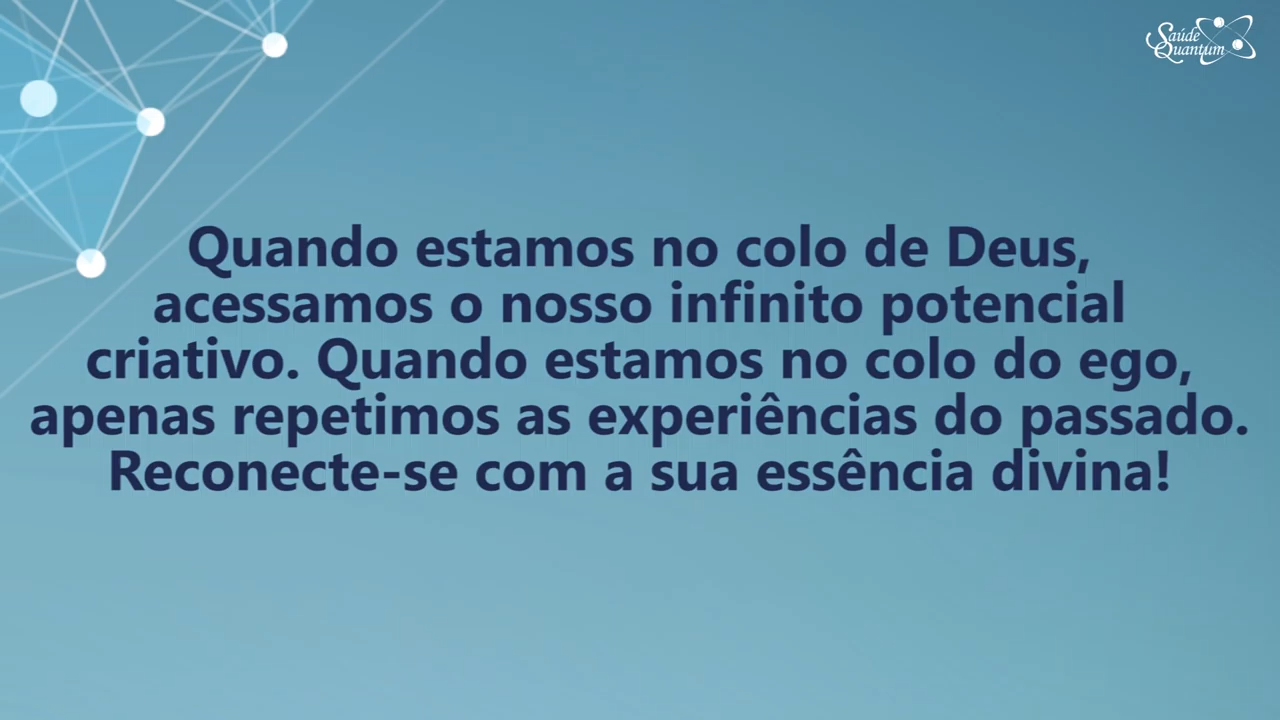 Saúde
Quantum
Quando estamos no colo de Deus,
acessamos o nosso infinito potencial
criativo. Quando estamos no colo do ego,
apenas repetimos as experiências do passado.
Reconecte-se com a sua essência divina!